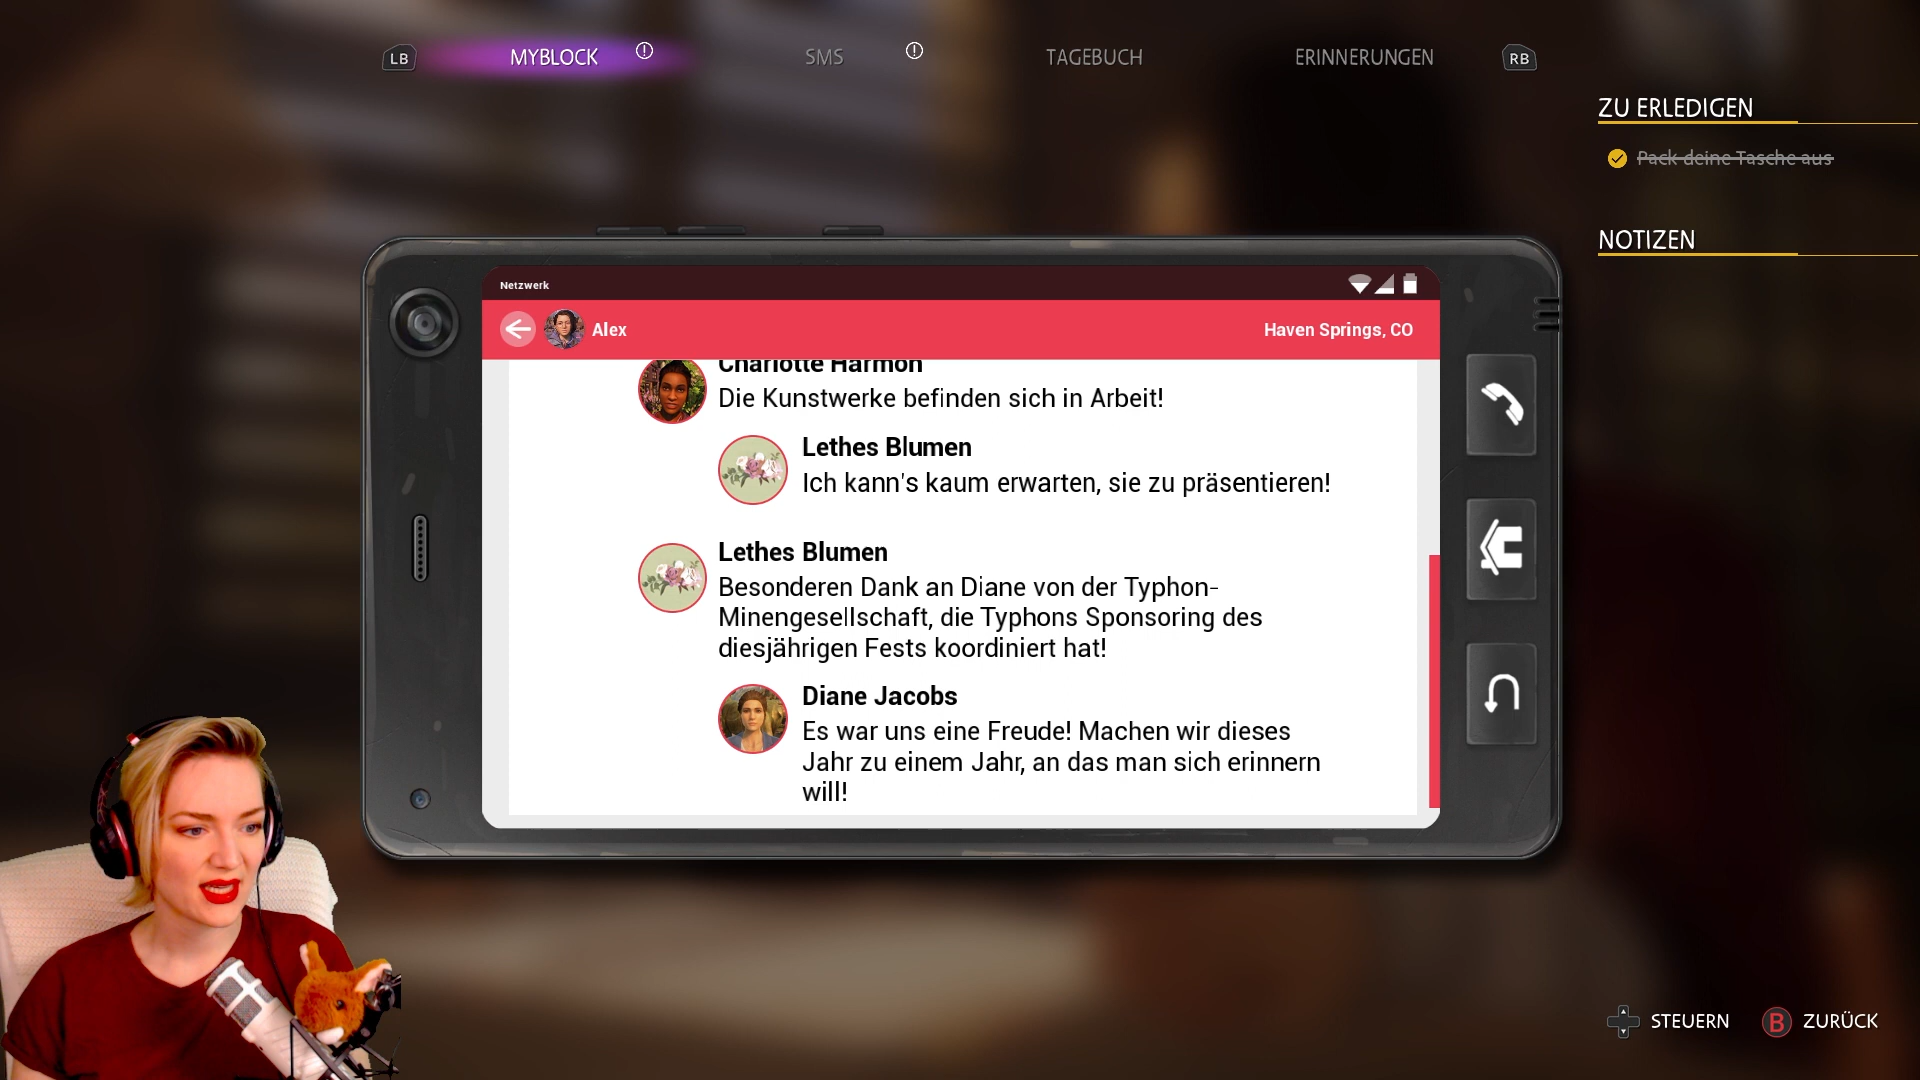 LB
MYBLOCK
SMS
TAGEBUCH
ERINNERUNGEN
RB
ZU ERLEDIGEN
Pack deine Tasche aus
NOTIZEN
Netzwerk
Alex
Haven Springs, CO
Charlotte Harmon
Die Kunstwerke befinden sich in Arbeit!
Lethes Blumen
Ich kann's kaum erwarten, sie zu präsentieren!
Lethes Blumen
Besonderen Dank an Diane von der Typhon-
Minengesellschaft, die Typhons Sponsoring des
diesjährigen Fests koordiniert hat!
Diane Jacobs
Es war uns eine Freude! Machen wir dieses
Jahr zu einem Jahr, an das man sich erinnern
will!
STEUERN
B ZURÜCK